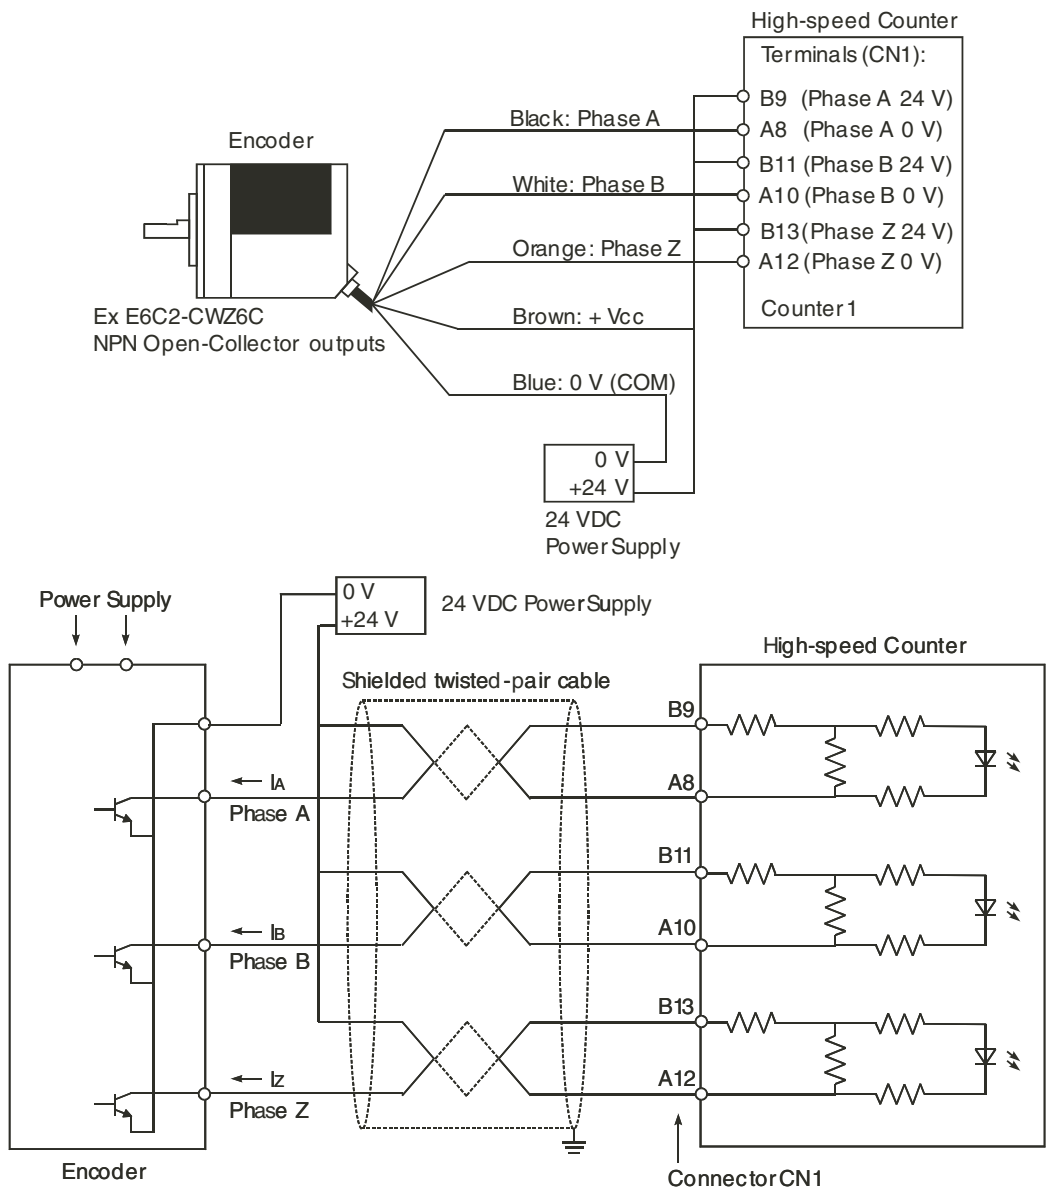 High-speed Counter
Terminals (CN1):
B9 (Phase A 24 V)
Black: Phase A
A8 (Phase A 0 V)
Encoder
B11 (Phase B 24 V)
White: Phase B
A10 (Phase B 0 V)
B13 (Phase Z 24 V)
Orange: Phase Z
A12 (Phase Z 0 V)
Ex E6C2-CWZ6C
NPN Open-Collector outputs
Brown: + Vcc
Counter 1
Blue: 0 V (COM)
0 V
+24 V
24 VDC
Power Supply
Power Supply
0 V
+24 V
24 VDC Power Supply
High-speed Counter
Shielded twisted-pair cable
B9
IA
A8
Phase A
B11
IB
A10
Phase B
B13
IZ
A12
Phase Z
Encoder
Connector CN1